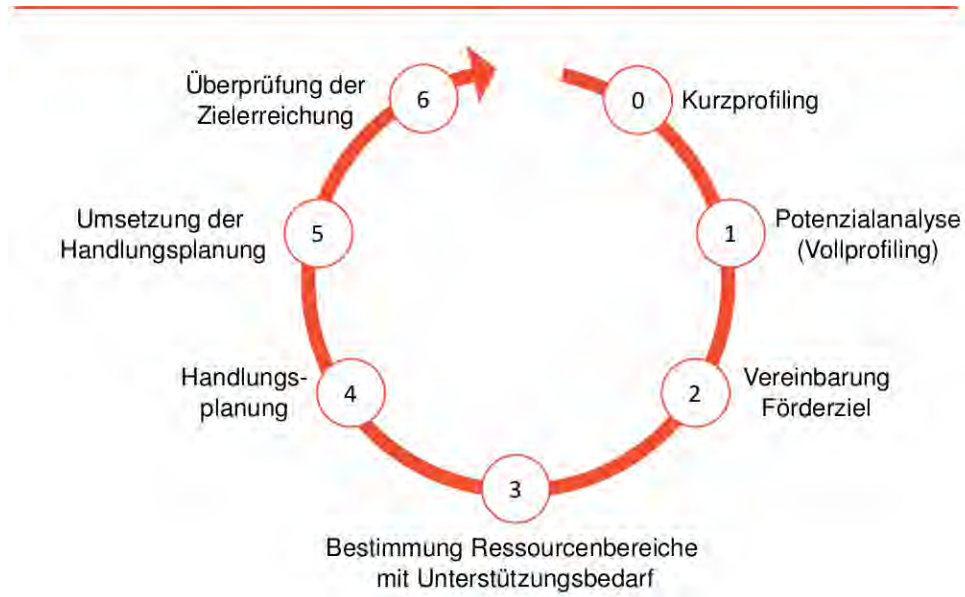 0
Kurzprofiling
1
Potenzialanalyse
(Vollprofiling)
2
Vereinbarung
Förderziel
3
Bestimmung Ressourcenbereiche
mit Unterstützungsbedarf
4
Handlungs-
planung
5
Umsetzung der
Handlungsplanung
6
Überprüfung der
Zielerreichung